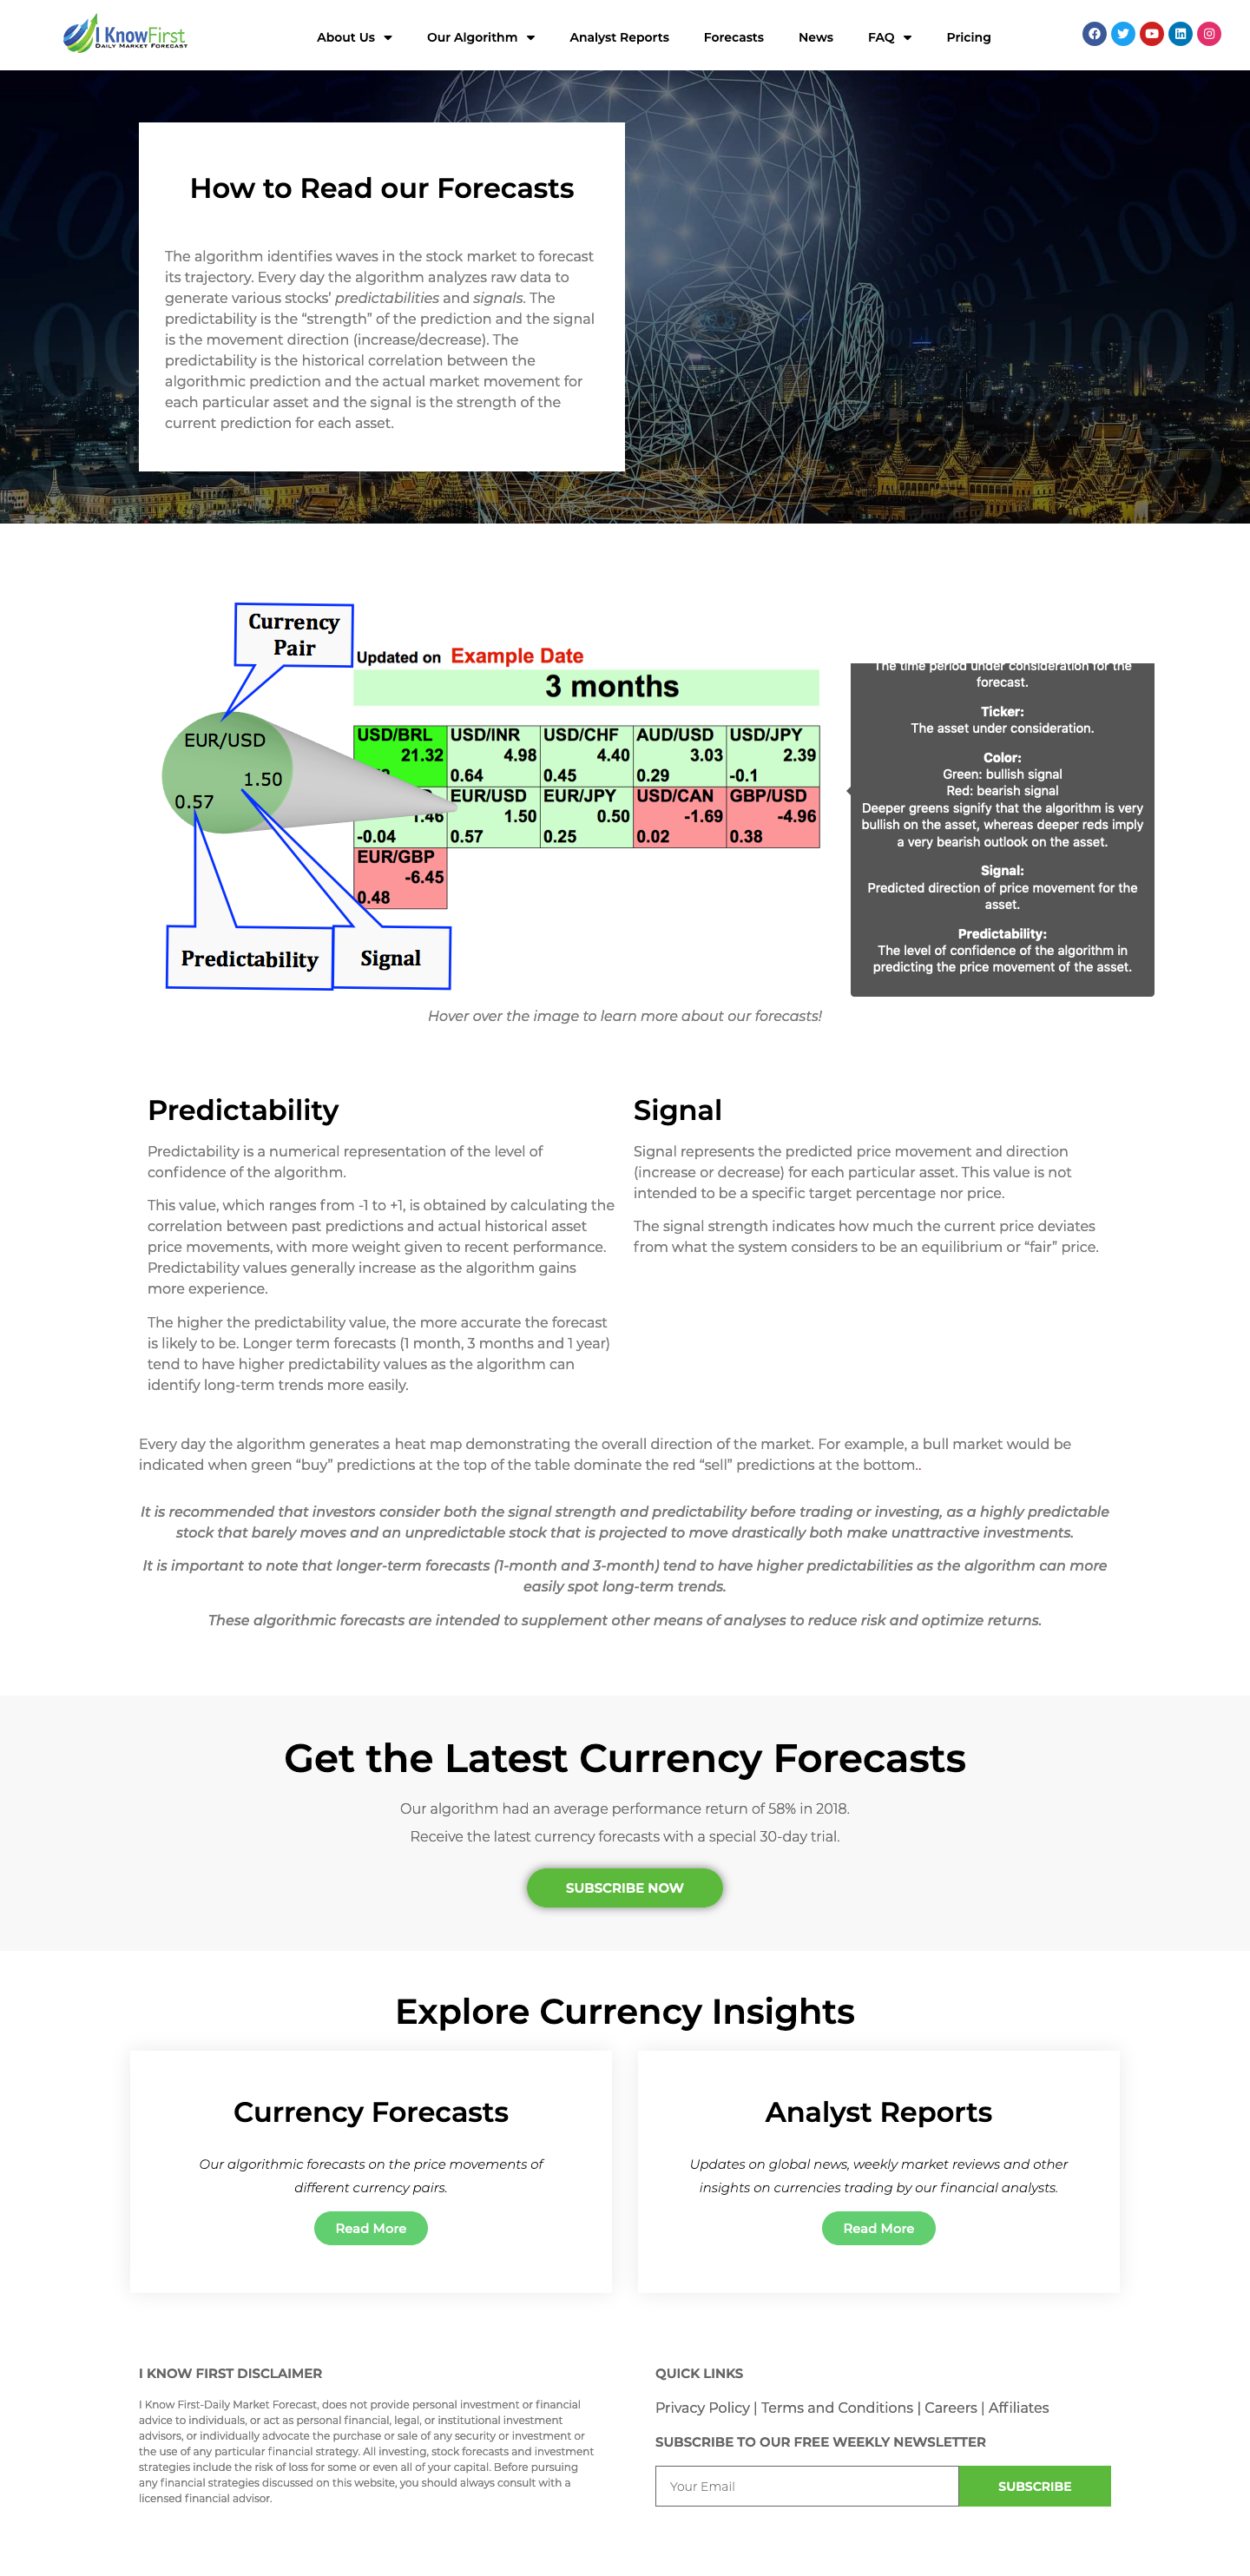 I KnowFirst
DAILY MARKET FORECAST
About Us
Our Algorithm
Analyst Reports
Forecasts
News
FAQ
Pricing
How to Read our Forecasts
The algorithm identifies waves in the stock market to forecast
its trajectory. Every day the algorithm analyzes raw data to
generate various stocks’ predictabilities and signals. The
predictability is the “strength” of the prediction and the signal
is the movement direction (increase/decrease). The
predictability is the historical correlation between the
algorithmic prediction and the actual market movement for
each particular asset and the signal is the strength of the
current prediction for each asset.
Currency
Pair
EUR/USD
1.50
0.57
Predictability
Signal
Updated on Example Date
3 months
USD/BRL USD/INR USD/CHF AUD/USD USD/JPY
21.32 4.98 4.40 3.03 2.39
0.64 0.45 0.29 -0.1
EUR/USD EUR/JPY USD/CAN GBP/USD
1.46 1.50 0.50 -1.69 -4.96
-0.04 0.57 0.25 0.02 0.38
EUR/GBP
-6.45
0.48
The time period under consideration for the
forecast.
Ticker:
The asset under consideration.
Color:
Green: bullish signal
Red: bearish signal
Deeper greens signify that the algorithm is very
bullish on the asset, whereas deeper reds imply
a very bearish outlook on the asset.
Signal:
Predicted direction of price movement for the
asset.
Predictability:
The level of confidence of the algorithm in
predicting the price movement of the asset.
Hover over the image to learn more about our forecasts!
Predictability
Predictability is a numerical representation of the level of
confidence of the algorithm.
This value, which ranges from -1 to +1, is obtained by calculating the
correlation between past predictions and actual historical asset
price movements, with more weight given to recent performance.
Predictability values generally increase as the algorithm gains
more experience.
The higher the predictability value, the more accurate the forecast
is likely to be. Longer term forecasts (1 month, 3 months and 1 year)
tend to have higher predictability values as the algorithm can
identify long-term trends more easily.
Signal
Signal represents the predicted price movement and direction
(increase or decrease) for each particular asset. This value is not
intended to be a specific target percentage nor price.
The signal strength indicates how much the current price deviates
from what the system considers to be an equilibrium or “fair” price.
Every day the algorithm generates a heat map demonstrating the overall direction of the market. For example, a bull market would be
indicated when green “buy” predictions at the top of the table dominate the red “sell” predictions at the bottom..
It is recommended that investors consider both the signal strength and predictability before trading or investing, as a highly predictable
stock that barely moves and an unpredictable stock that is projected to move drastically both make unattractive investments.
It is important to note that longer-term forecasts (1-month and 3-month) tend to have higher predictabilities as the algorithm can more
easily spot long-term trends.
These algorithmic forecasts are intended to supplement other means of analyses to reduce risk and optimize returns.
Get the Latest Currency Forecasts
Our algorithm had an average performance return of 58% in 2018.
Receive the latest currency forecasts with a special 30-day trial.
SUBSCRIBE NOW
Explore Currency Insights
Currency Forecasts
Our algorithmic forecasts on the price movements of
different currency pairs.
Read More
Analyst Reports
Updates on global news, weekly market reviews and other
insights on currencies trading by our financial analysts.
Read More
I KNOW FIRST DISCLAIMER
I Know First-Daily Market Forecast, does not provide personal investment or financial
advice to individuals, or act as personal financial, legal, or institutional investment
advisors, or individually advocate the purchase or sale of any security or investment or
the use of any particular financial strategy. All investing, stock forecasts and investment
strategies include the risk of loss for some or even all of your capital. Before pursuing
any financial strategies discussed on this website, you should always consult with a
licensed financial advisor.
QUICK LINKS
Privacy Policy | Terms and Conditions | Careers | Affiliates
SUBSCRIBE TO OUR FREE WEEKLY NEWSLETTER
Your Email
SUBSCRIBE